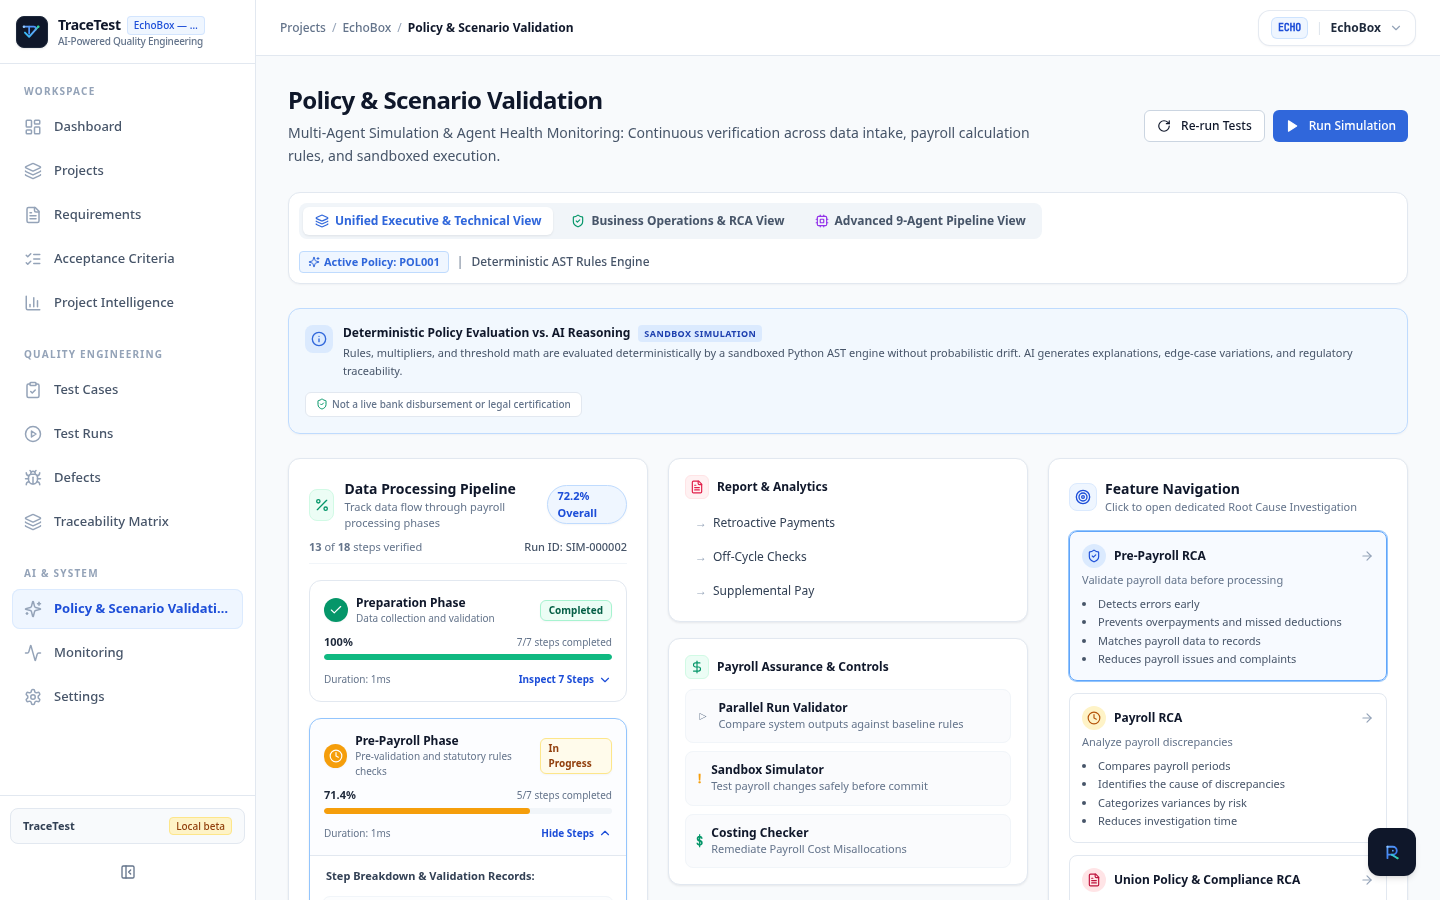 TraceTest
EchoBox — ...
AI-Powered Quality Engineering
WORKSPACE
Dashboard
Projects
Requirements
Acceptance Criteria
Project Intelligence
QUALITY ENGINEERING
Test Cases
Test Runs
Defects
Traceability Matrix
AI & SYSTEM
Policy & Scenario Validati...
Monitoring
Settings
TraceTest
Local beta
Projects / EchoBox / Policy & Scenario Validation
ECHO
EchoBox
Policy & Scenario Validation
Multi-Agent Simulation & Agent Health Monitoring: Continuous verification across data intake, payroll calculation
rules, and sandboxed execution.
Re-run Tests
Run Simulation
Unified Executive & Technical View
Business Operations & RCA View
Advanced 9-Agent Pipeline View
Active Policy: POL001 | Deterministic AST Rules Engine
Deterministic Policy Evaluation vs. AI Reasoning
SANDBOX SIMULATION
Rules, multipliers, and threshold math are evaluated deterministically by a sandboxed Python AST engine without probabilistic drift. AI generates explanations, edge-case variations, and regulatory
traceability.
Not a live bank disbursement or legal certification
Data Processing Pipeline
Track data flow through payroll
processing phases
72.2%
Overall
13 of 18 steps verified
Run ID: SIM-000002
Preparation Phase
Data collection and validation
Completed
100%
7/7 steps completed
Duration: 1ms
Inspect 7 Steps
Pre-Payroll Phase
Pre-validation and statutory rules
checks
In
Progress
71.4%
5/7 steps completed
Duration: 1ms
Hide Steps
Step Breakdown & Validation Records:
Report & Analytics
→ Retroactive Payments
→ Off-Cycle Checks
→ Supplemental Pay
Payroll Assurance & Controls
Parallel Run Validator
Compare system outputs against baseline rules
! Sandbox Simulator
Test payroll changes safely before commit
$ Costing Checker
Remediate Payroll Cost Misallocations
Feature Navigation
Click to open dedicated Root Cause Investigation
Pre-Payroll RCA
Validate payroll data before processing
• Detects errors early
• Prevents overpayments and missed deductions
• Matches payroll data to records
• Reduces payroll issues and complaints
Payroll RCA
Analyze payroll discrepancies
• Compares payroll periods
• Identifies the cause of discrepancies
• Categorizes variances by risk
• Reduces investigation time
Union Policy & Compliance RCA